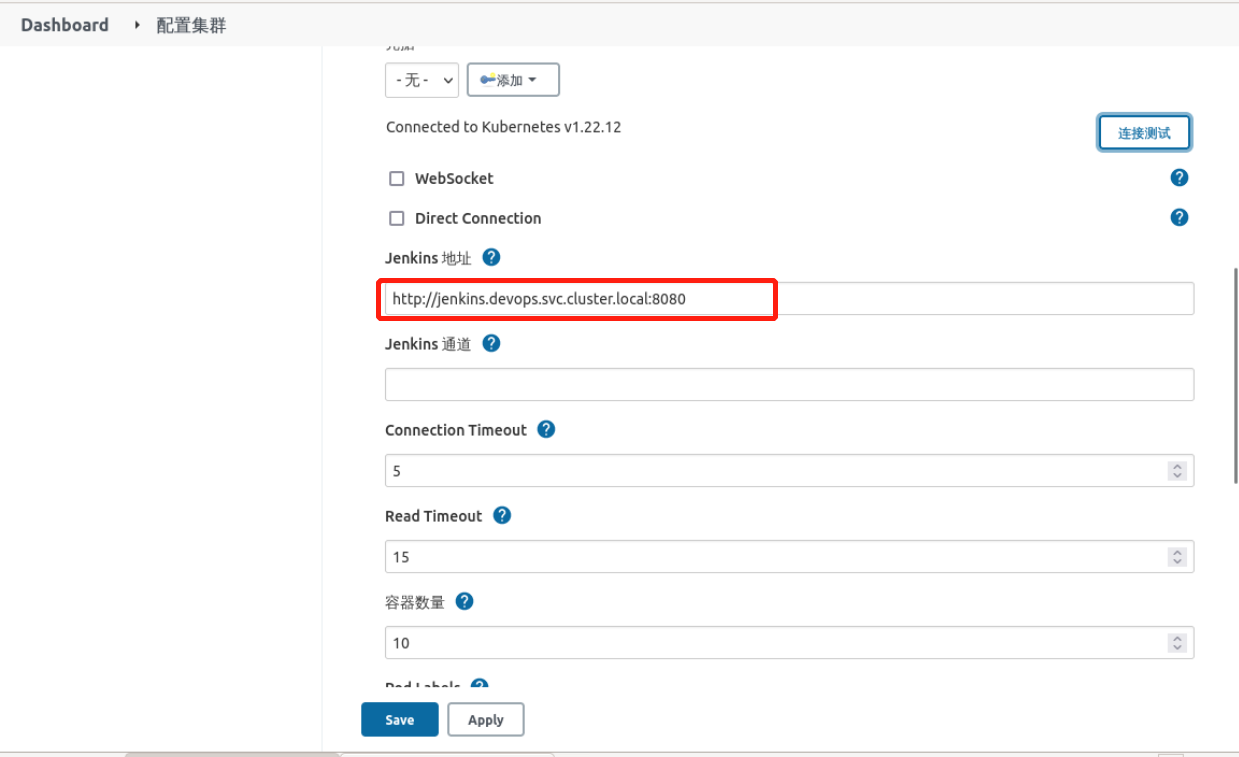 Dashboard
配置集群
- 无 -
添加
Connected to Kubernetes v1.22.12
连接测试
WebSocket
Direct Connection
Jenkins 地址
http://jenkins.devops.svc.cluster.local:8080
Jenkins 通道
Connection Timeout
5
Read Timeout
15
容器数量
10
Pod Labels
Save
Apply